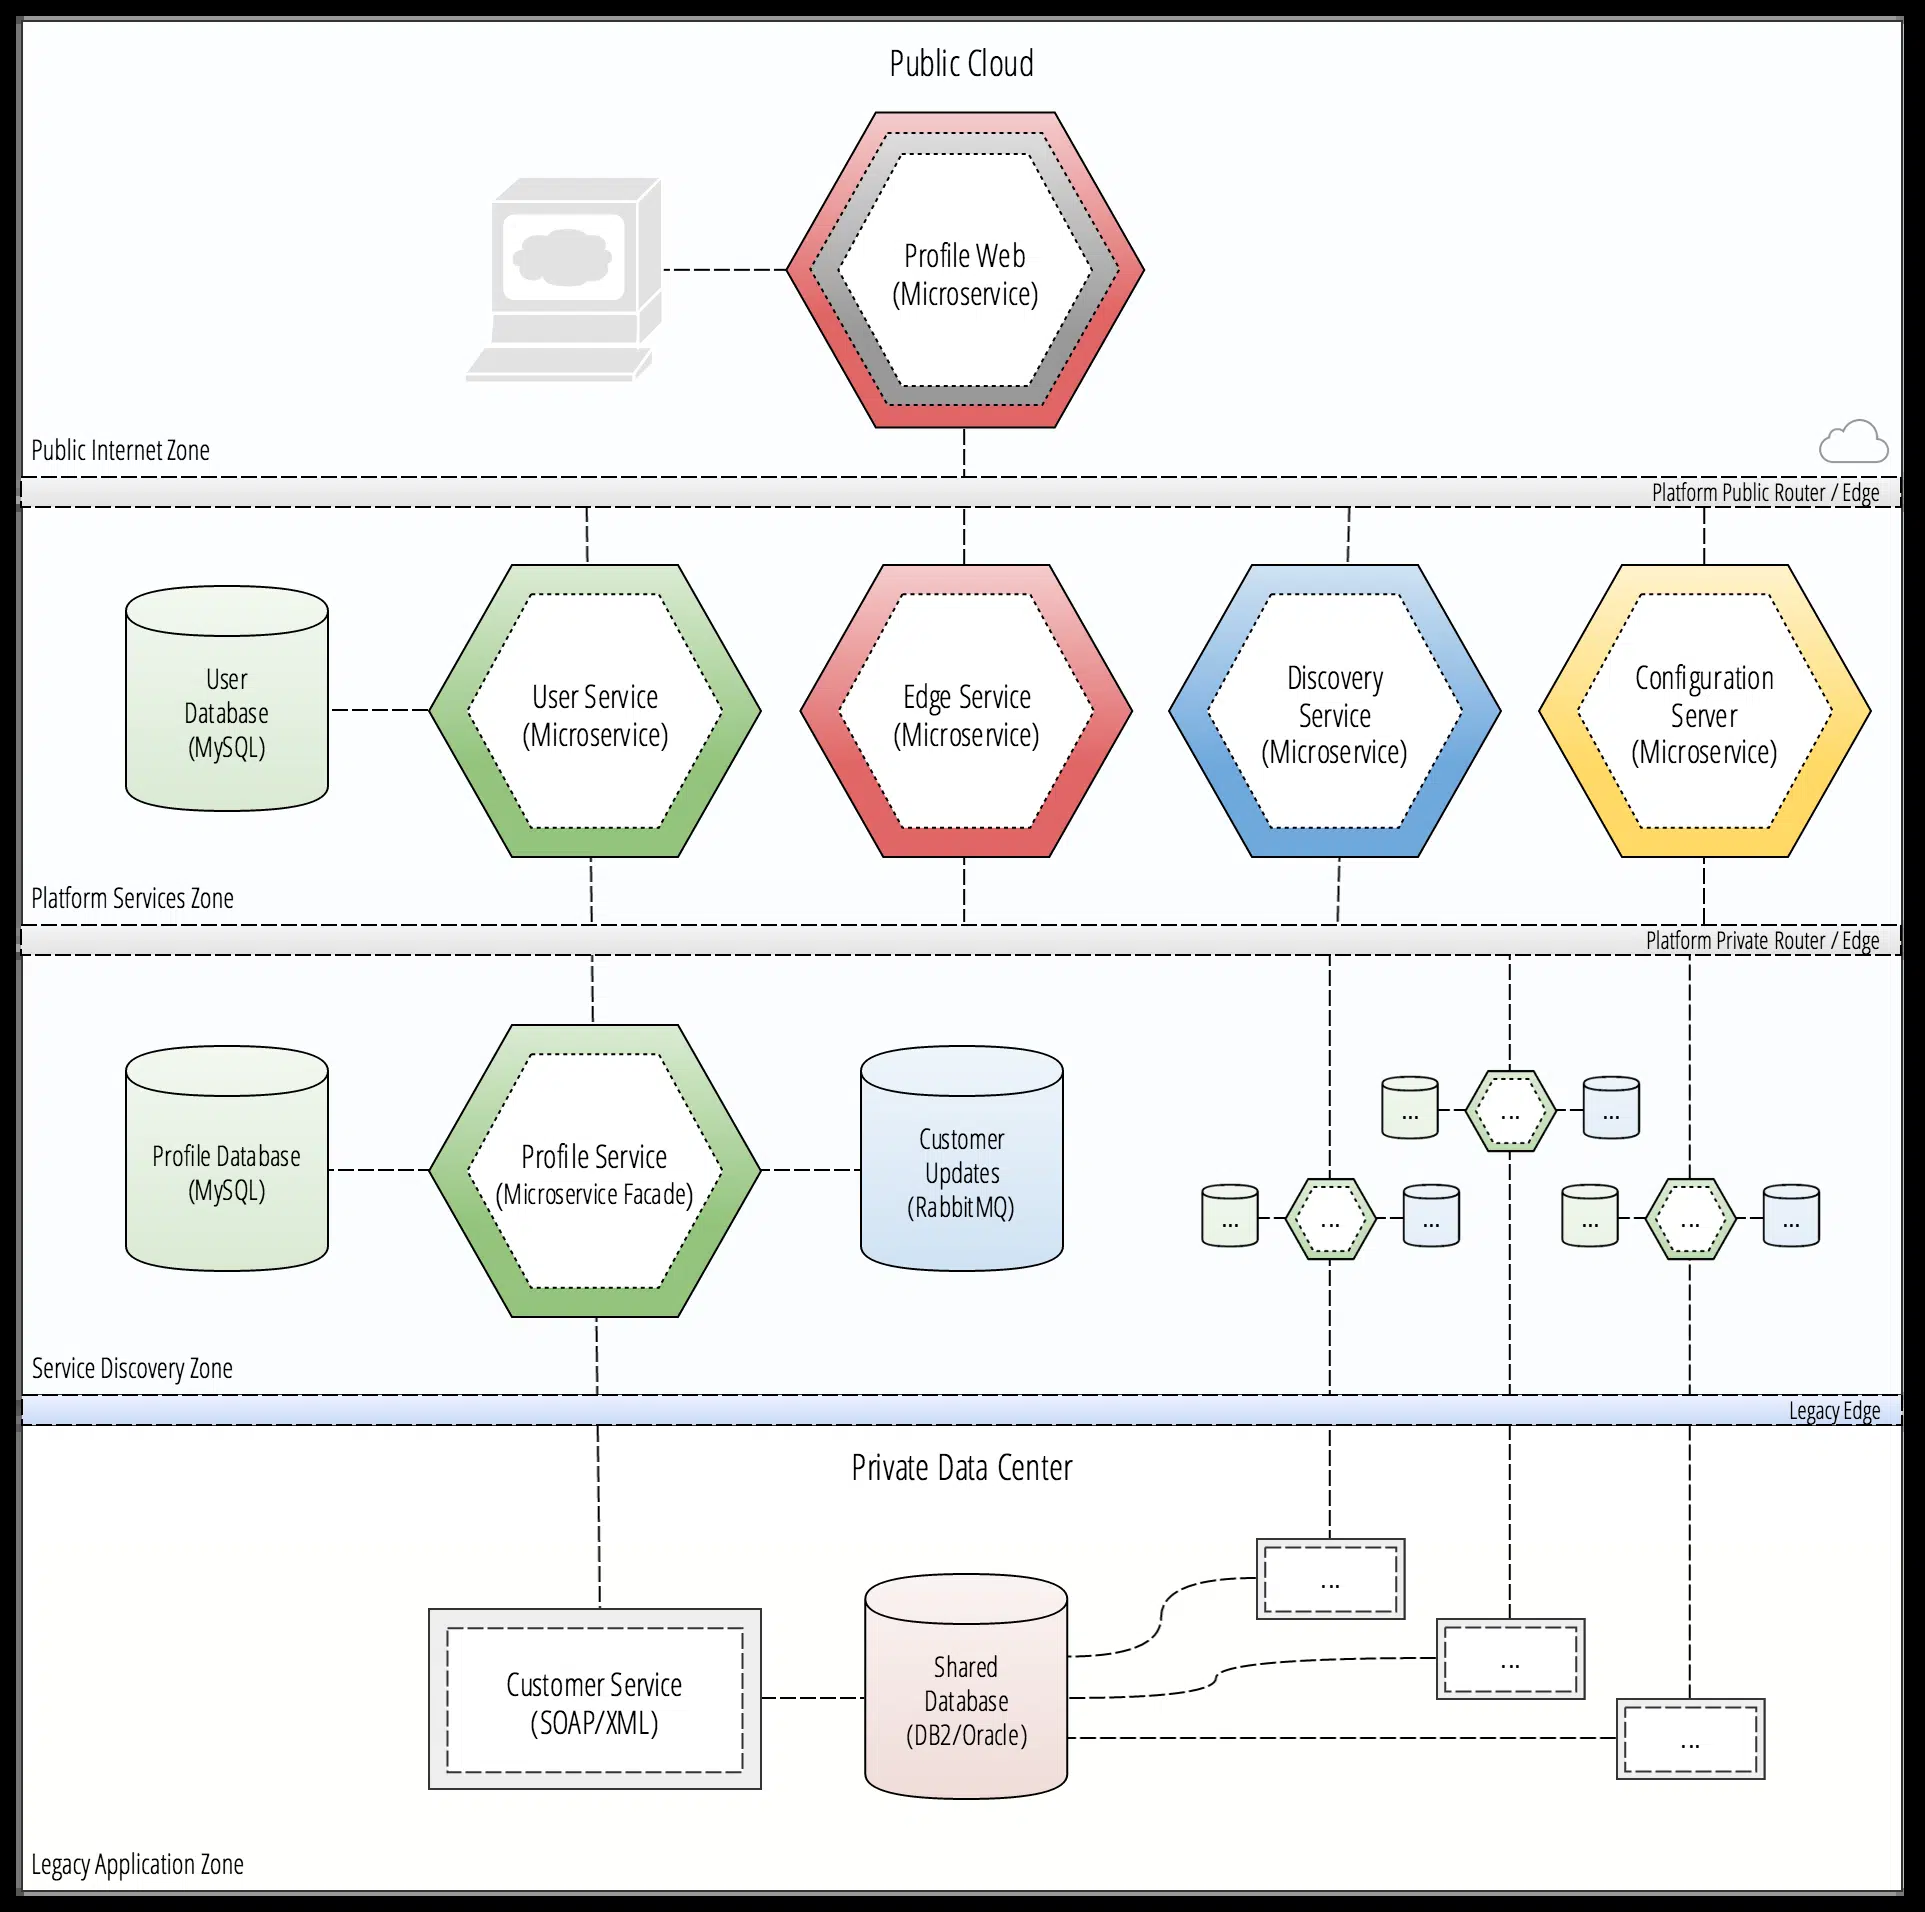 Public Cloud
Profile Web
(Microservice)
Public Internet Zone
Platform Public Router / Edge
User
Database
(MySQL)
User Service
(Microservice)
Edge Service
(Microservice)
Discovery
Service
(Microservice)
Configuration
Server
(Microservice)
Platform Services Zone
Platform Private Router / Edge
Profile Database
(MySQL)
Profile Service
(Microservice Facade)
Customer
Updates
(RabbitMQ)
...
...
...
...
...
...
...
...
...
Service Discovery Zone
Legacy Edge
Private Data Center
Customer Service
(SOAP/XML)
Shared
Database
(DB2/Oracle)
...
...
...
Legacy Application Zone